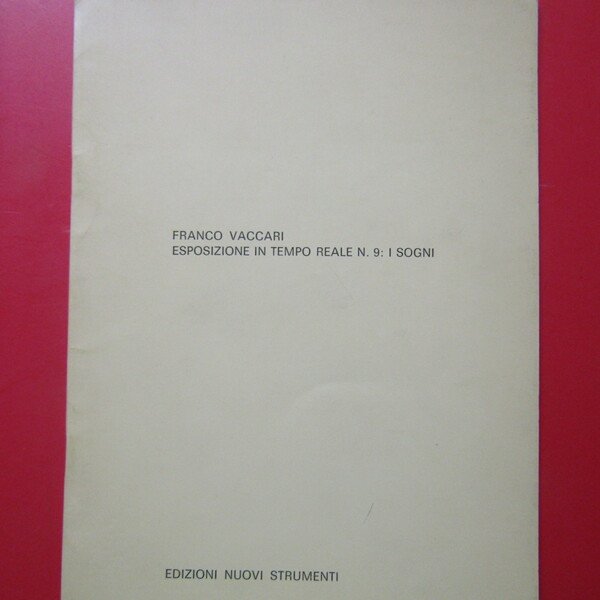 FRANCO VACCARI
ESPOSIZIONE IN TEMPO REALE N. 9: I SOGNI
EDIZIONI NUOVI STRUMENTI